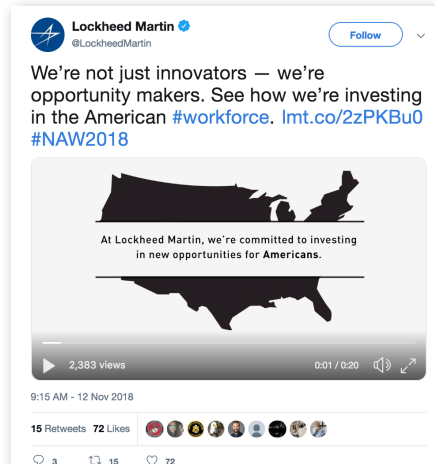 Lockheed Martin
@LockheedMartin
Follow
We're not just innovators — we're
opportunity makers. See how we're investing
in the American #workforce. lmt.co/2zPKBu0
#NAW2018
At Lockheed Martin, we're committed to investing
in new opportunities for Americans.
2,383 views
0:01 / 0:20
9:15 AM - 12 Nov 2018
15 Retweets 72 Likes
3 15 72